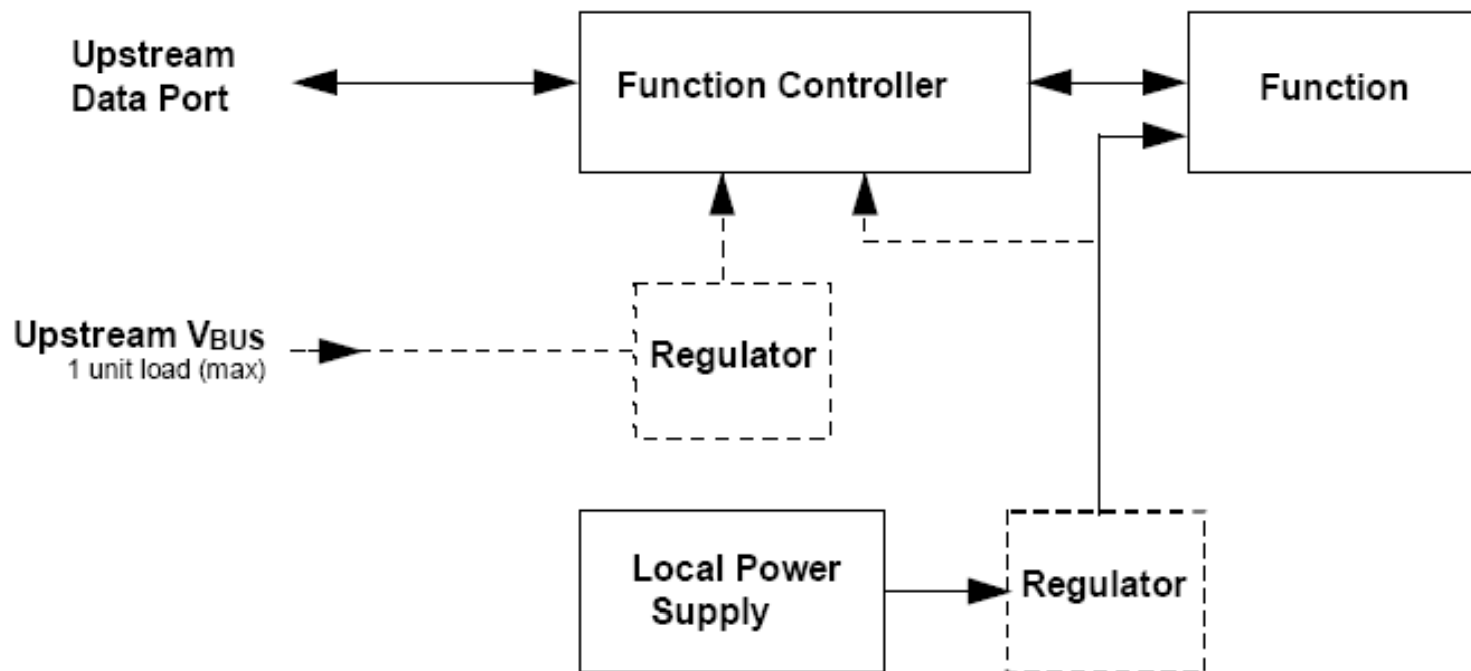 Upstream
Data Port
Function Controller
Function
Upstream VBUS
1 unit load (max)
Regulator
Local Power
Supply
Regulator